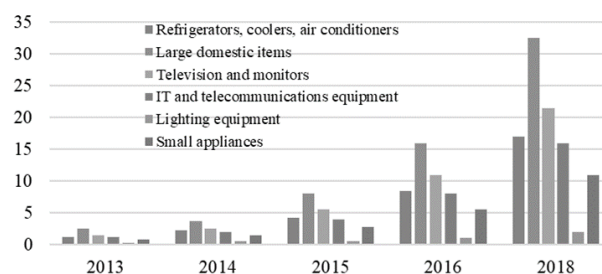 35
30
25
20
15
10
5
0
Refrigerators, coolers, air conditioners
Large domestic items
Television and monitors
IT and telecommunications equipment
Lighting equipment
Small appliances
2013 2014 2015 2016 2018